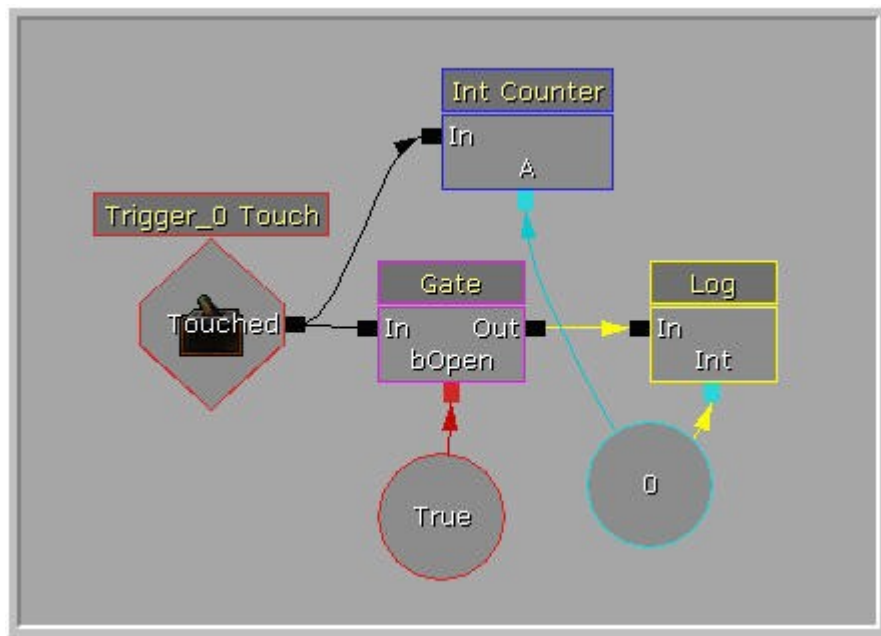 Int Counter
In
A
Trigger_0 Touch
Touched
Gate
In Out
bOpen
Log
In
Int
True
0